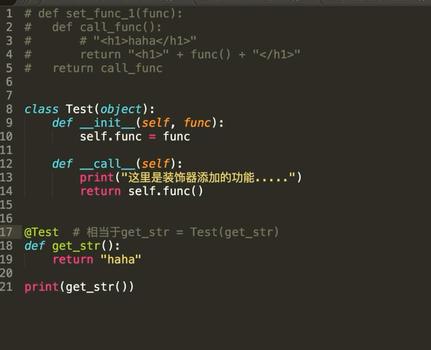 1 # def set_func_1(func):
2 #   def call_func():
3 #       # "<h1>haha</h1>"
4 #       return "<h1>" + func() + "</h1>"
5 #   return call_func
6
7
8 class Test(object):
9     def __init__(self, func):
10         self.func = func
11
12     def __call__(self):
13         print("这里是装饰器添加的功能.....")
14         return self.func()
15
16
17 @Test  # 相当于get_str = Test(get_str)
18 def get_str():
19     return "haha"
20
21 print(get_str())